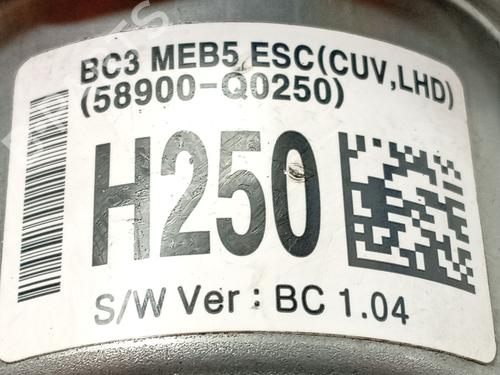 BC3 MEB5 ESC(CUV,LHD)
(58900-Q0250)
H250
S/W Ver : BC 1.04